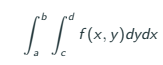 ∫_a^b ∫_c^d f(x,y)dydx